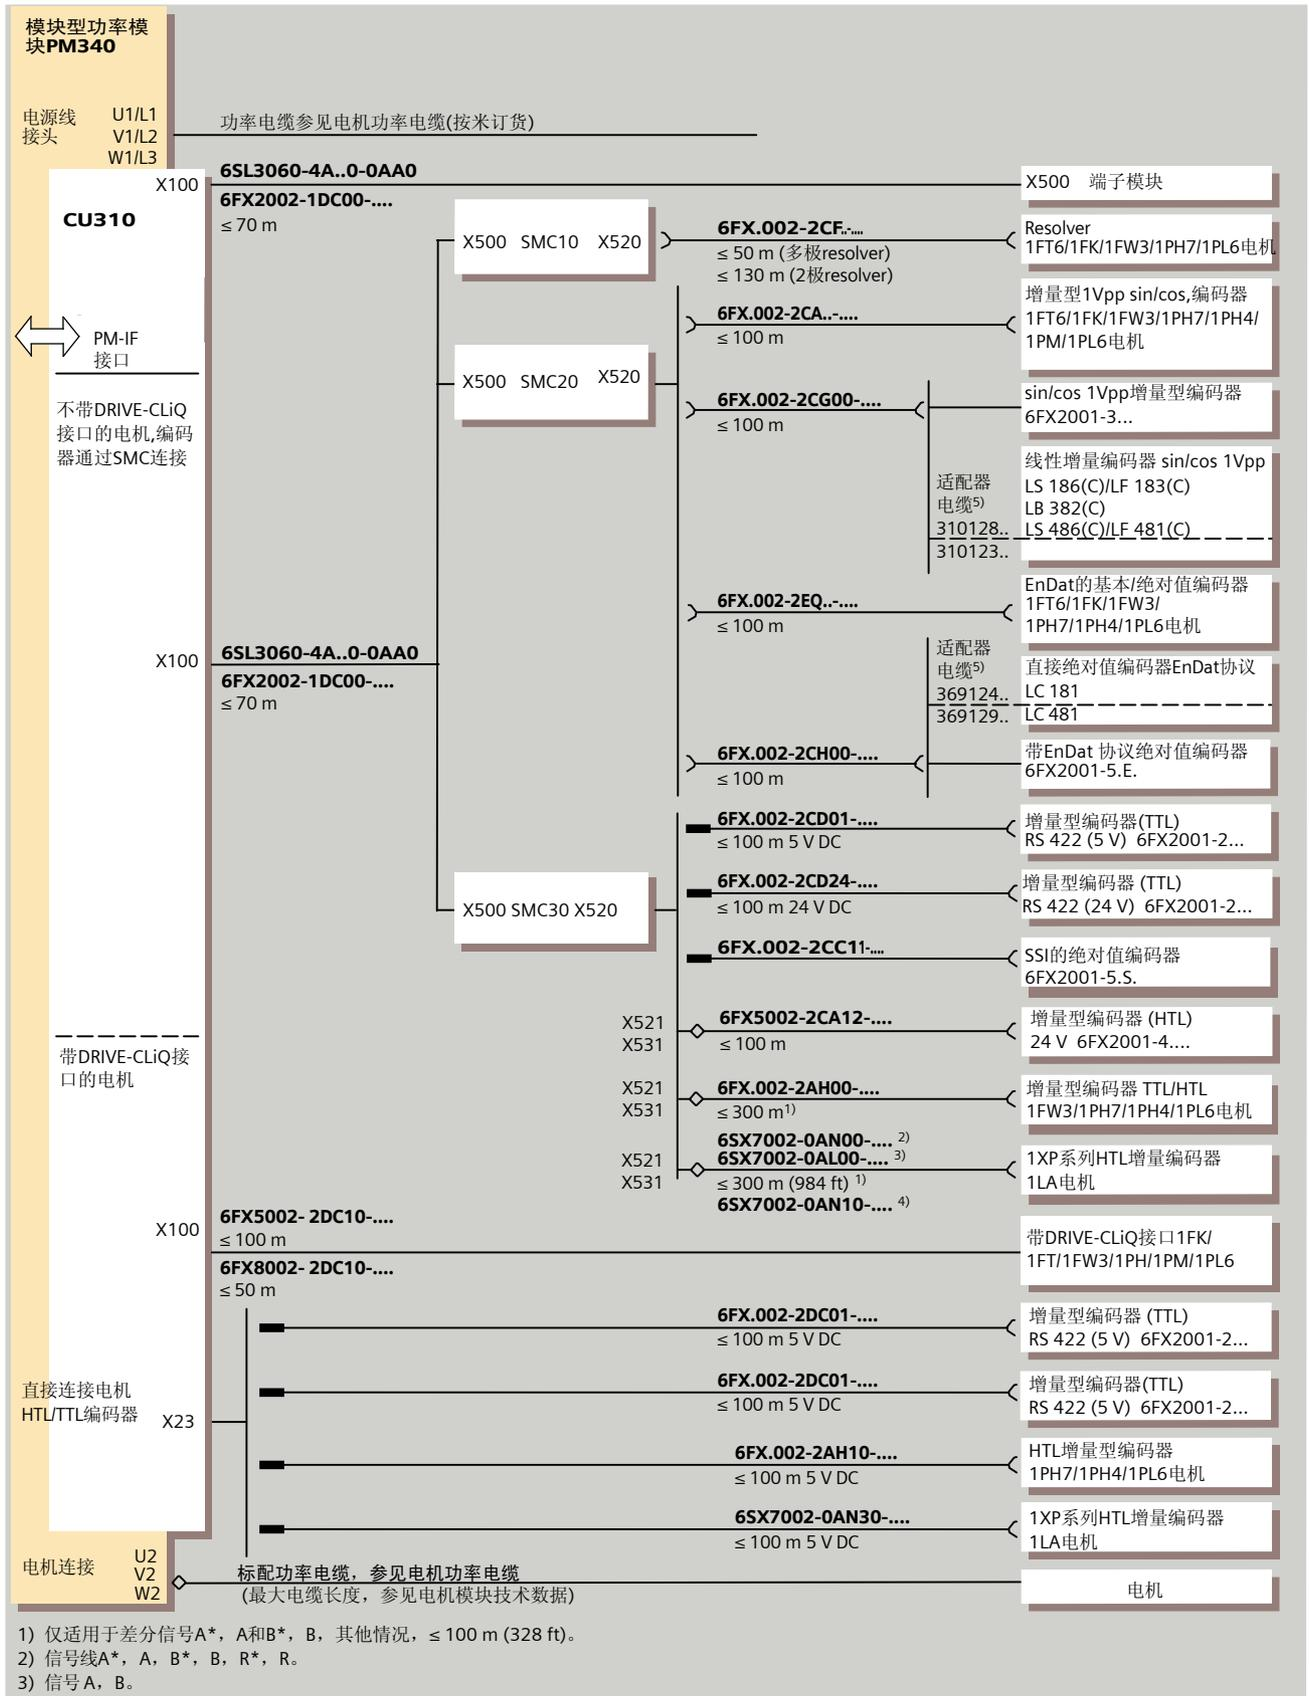 模块型功率模
块PM340
电源线
接头
U1/L1
V1/L2
W1/L3
功率电缆参见电机功率电缆(按米订货)
X100
6SL3060-4A..0-0AA0
6FX2002-1DC00-....
≤ 70 m
X500 端子模块
CU310
X500 SMC10 X520
6FX.002-2CF..-....
≤ 50 m (多极resolver)
≤ 130 m (2极resolver)
Resolver
1FT6/1FK/1FW3/1PH7/1PL6电机
PM-IF
接口
6FX.002-2CA..-....
≤ 100 m
增量型1Vpp sin/cos,编码器
1FT6/1FK/1FW3/1PH7/1PH4/
1PM/1PL6电机
X500 SMC20 X520
不带DRIVE-CLiQ
接口的电机,编码
器通过SMC连接
6FX.002-2CG00-....
≤ 100 m
sin/cos 1Vpp增量型编码器
6FX2001-3...
适配器
电缆5)
310128..
310123..
线性增量编码器 sin/cos 1Vpp
LS 186(C)/LF 183(C)
LB 382(C)
LS 486(C)/LF 481(C)
6FX.002-2EQ..-....
≤ 100 m
EnDat的基本/绝对值编码器
1FT6/1FK/1FW3/
1PH7/1PH4/1PL6电机
X100
6SL3060-4A..0-0AA0
6FX2002-1DC00-....
≤ 70 m
适配器
电缆5)
369124..
369129..
直接绝对值编码器EnDat协议
LC 181
LC 481
6FX.002-2CH00-....
≤ 100 m
带EnDat 协议绝对值编码器
6FX2001-5.E.
6FX.002-2CD01-....
≤ 100 m 5 V DC
增量型编码器(TTL)
RS 422 (5 V) 6FX2001-2...
X500 SMC30 X520
6FX.002-2CD24-....
≤ 100 m 24 V DC
增量型编码器 (TTL)
RS 422 (24 V) 6FX2001-2...
6FX.002-2CC11-....
SSI的绝对值编码器
6FX2001-5.S.
X521
X531
6FX5002-2CA12-....
≤ 100 m
增量型编码器 (HTL)
24 V 6FX2001-4....
带DRIVE-CLiQ接
口的电机
X521
X531
6FX.002-2AH00-....
≤ 300 m1)
增量型编码器 TTL/HTL
1FW3/1PH7/1PH4/1PL6电机
X521
X531
6SX7002-0AN00-.... 2)
6SX7002-0AL00-.... 3)
≤ 300 m (984 ft) 1)
6SX7002-0AN10-.... 4)
1XP系列HTL增量编码器
1LA电机
X100
6FX5002- 2DC10-....
≤ 100 m
6FX8002- 2DC10-....
≤ 50 m
带DRIVE-CLiQ接口1FK/
1FT/1FW3/1PH/1PM/1PL6
6FX.002-2DC01-....
≤ 100 m 5 V DC
增量型编码器 (TTL)
RS 422 (5 V) 6FX2001-2...
直接连接电机
HTL/TTL编码器
X23
6FX.002-2DC01-....
≤ 100 m 5 V DC
增量型编码器(TTL)
RS 422 (5 V) 6FX2001-2...
6FX.002-2AH10-....
≤ 100 m 5 V DC
HTL增量型编码器
1PH7/1PH4/1PL6电机
6SX7002-0AN30-....
≤ 100 m 5 V DC
1XP系列HTL增量编码器
1LA电机
电机连接
U2
V2
W2
标配功率电缆，参见电机功率电缆
(最大电缆长度，参见电机模块技术数据)
电机
1) 仅适用于差分信号A*，A和B*，B，其他情况，≤ 100 m (328 ft)。
2) 信号线A*，A，B*，B，R*，R。
3) 信号 A，B。